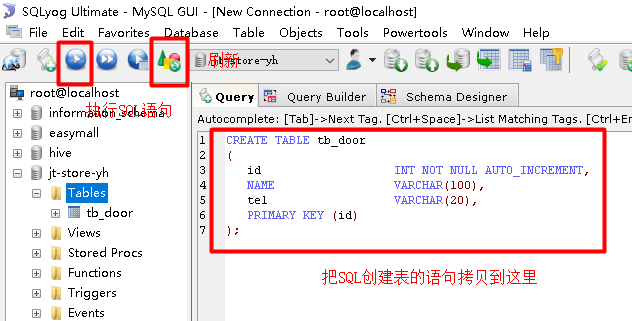 SQLyog Ultimate - MySQL GUI - [New Connection - root@localhost]
File Edit Favorites Database Table Objects Tools Powertools Window
刷新
jt-store-yh
root@localhost
执行SQL语句
information_schema
easymall
hive
jt-store-yh
Tables
tb_door
Views
Stored Procs
Functions
Triggers
Events
Query Query Builder Schema Designer
Autocomplete: [Tab]->Next Tag. [Ctrl+Space]->List Matching Tags. [Ctrl+En
1 CREATE TABLE tb_door
2 (
3 id INT NOT NULL AUTO_INCREMENT,
4 NAME VARCHAR(100),
5 tel VARCHAR(20),
6 PRIMARY KEY (id)
7 );
把SQL创建表的语句拷贝到这里